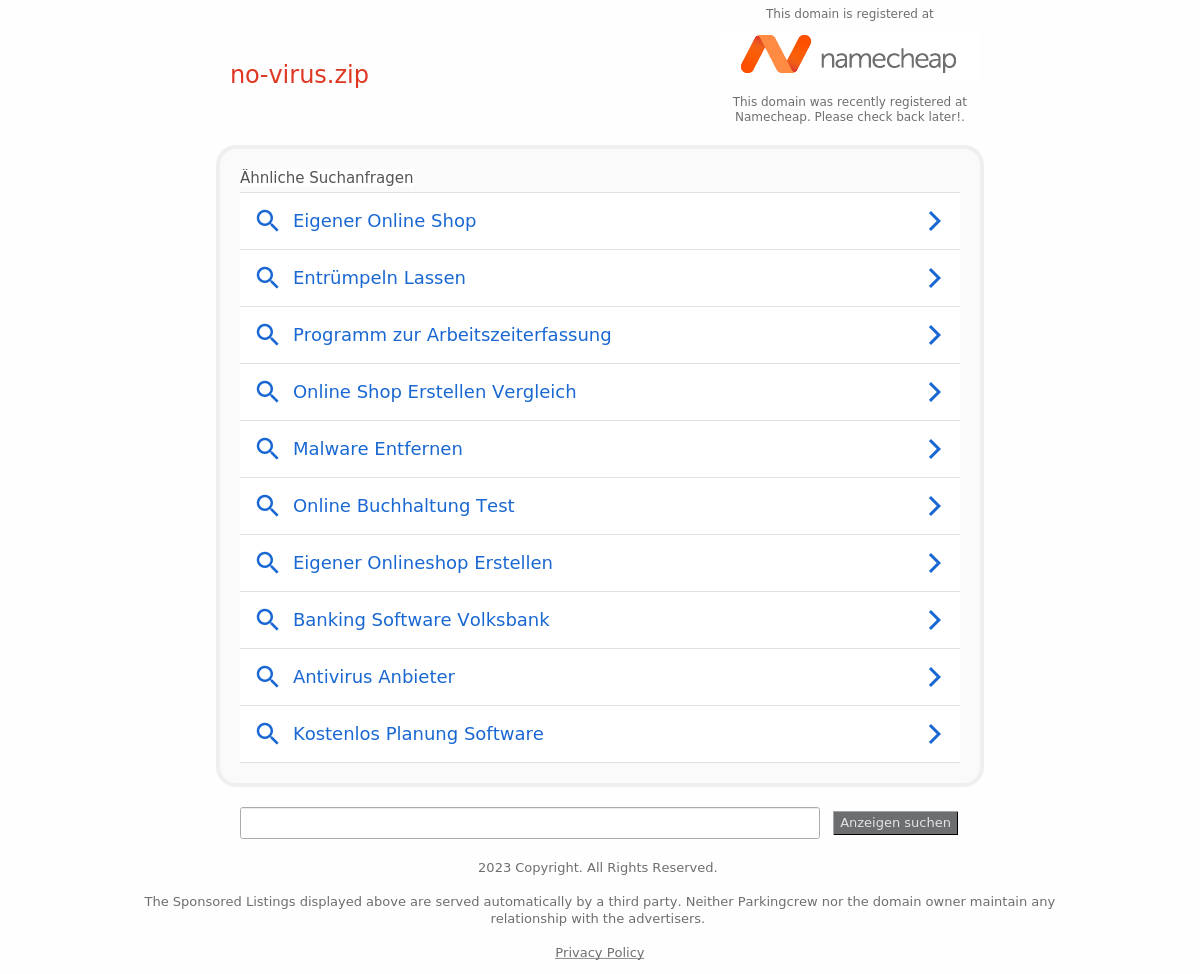 This domain is registered at
no-virus.zip
namecheap
This domain was recently registered at
Namecheap. Please check back later!.
Ähnliche Suchanfragen
Eigener Online Shop
Entrümpeln Lassen
Programm zur Arbeitszeiterfassung
Online Shop Erstellen Vergleich
Malware Entfernen
Online Buchhaltung Test
Eigener Onlineshop Erstellen
Banking Software Volksbank
Antivirus Anbieter
Kostenlos Planung Software
Anzeigen suchen
2023 Copyright. All Rights Reserved.
The Sponsored Listings displayed above are served automatically by a third party. Neither Parkingcrew nor the domain owner maintain any
relationship with the advertisers.
Privacy Policy